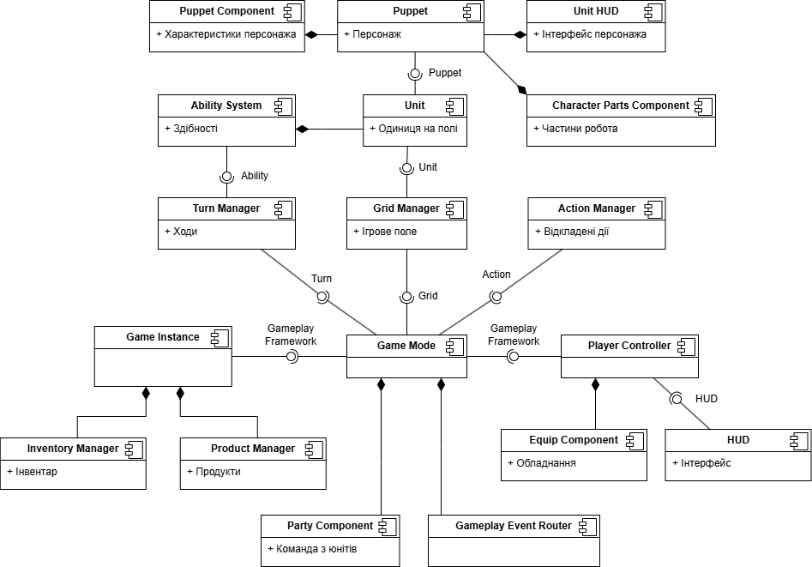 Puppet Component
+ Характеристики персонажа
Puppet
+ Персонаж
Unit HUD
+ Інтерфейс персонажа
Puppet
Ability System
+ Здібності
Unit
+ Одиниця на полі
Character Parts Component
+ Частини робота
Ability
Unit
Turn Manager
+ Ходи
Grid Manager
+ Ігрове поле
Action Manager
+ Відкладені дії
Turn
Grid
Action
Game Instance
Gameplay
Framework
Game Mode
Gameplay
Framework
Player Controller
HUD
Inventory Manager
+ Інвентар
Product Manager
+ Продукти
Equip Component
+ Обладнання
HUD
+ Інтерфейс
Party Component
+ Команда з юнітів
Gameplay Event Router